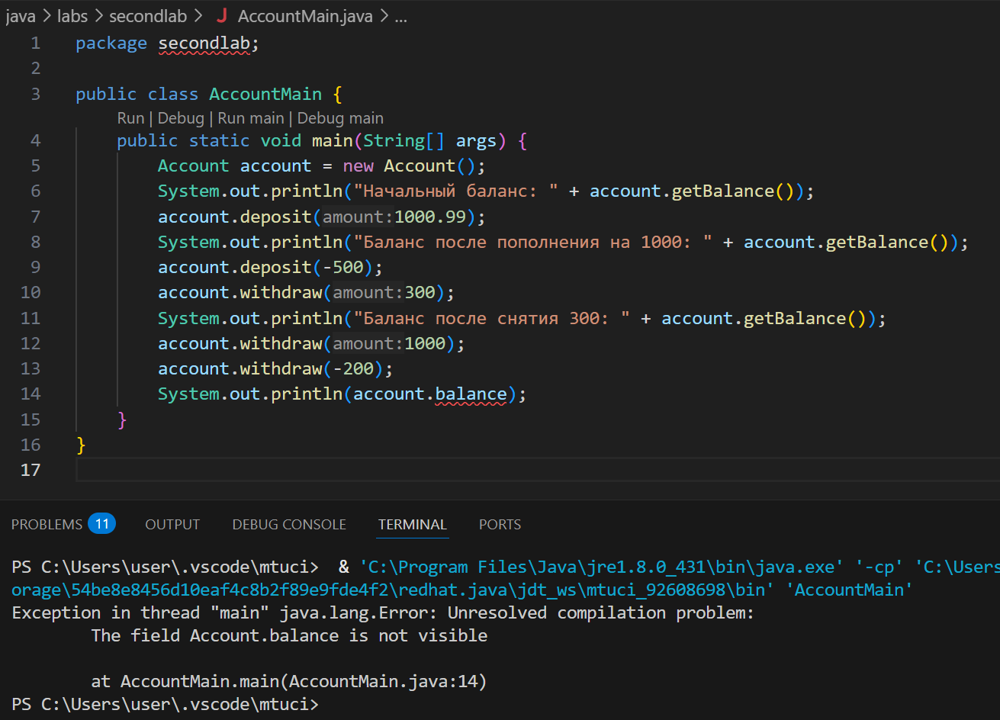 java > labs > secondlab > J AccountMain.java > ...
1 package secondlab;
2
3 public class AccountMain {
Run | Debug | Run main | Debug main
4 public static void main(String[] args) {
5 Account account = new Account();
6 System.out.println("Начальный баланс: " + account.getBalance());
7 account.deposit(amount:1000.99);
8 System.out.println("Баланс после пополнения на 1000: " + account.getBalance());
9 account.deposit(-500);
10 account.withdraw(amount:300);
11 System.out.println("Баланс после снятия 300: " + account.getBalance());
12 account.withdraw(amount:1000);
13 account.withdraw(-200);
14 System.out.println(account.balance);
15 }
16 }
17
PROBLEMS 11 OUTPUT DEBUG CONSOLE TERMINAL PORTS
PS C:\Users\user\.vscode\mtuci> & 'C:\Program Files\Java\jre1.8.0_431\bin\java.exe' '-cp' 'C:\Users
orage\54be8e8456d10eaf4c8b2f89e9fde4f2\redhat.java\jdt_ws\mtuci_92608698\bin' 'AccountMain'
Exception in thread "main" java.lang.Error: Unresolved compilation problem:
The field Account.balance is not visible
at AccountMain.main(AccountMain.java:14)
PS C:\Users\user\.vscode\mtuci>